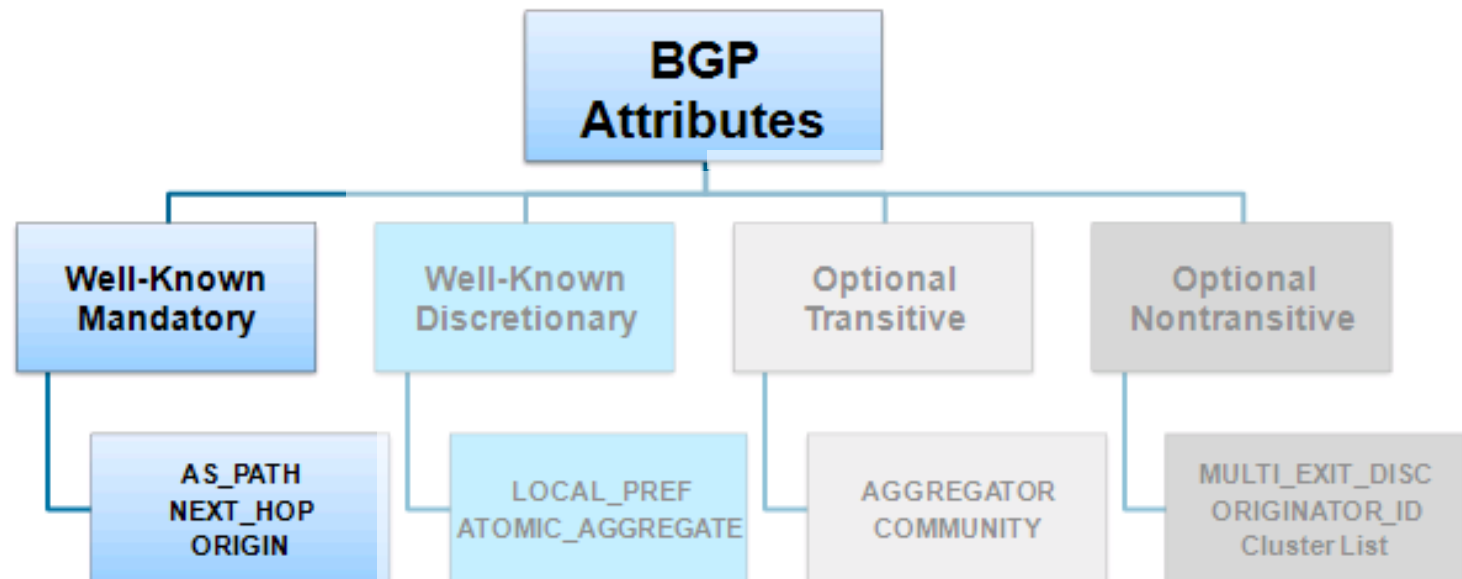 BGP
Attributes
Well-Known
Mandatory
Well-Known
Discretionary
Optional
Transitive
Optional
Nontransitive
AS_PATH
NEXT_HOP
ORIGIN
LOCAL_PREF
ATOMIC_AGGREGATE
AGGREGATOR
COMMUNITY
MULTI_EXIT_DISC
ORIGINATOR_ID
Cluster List